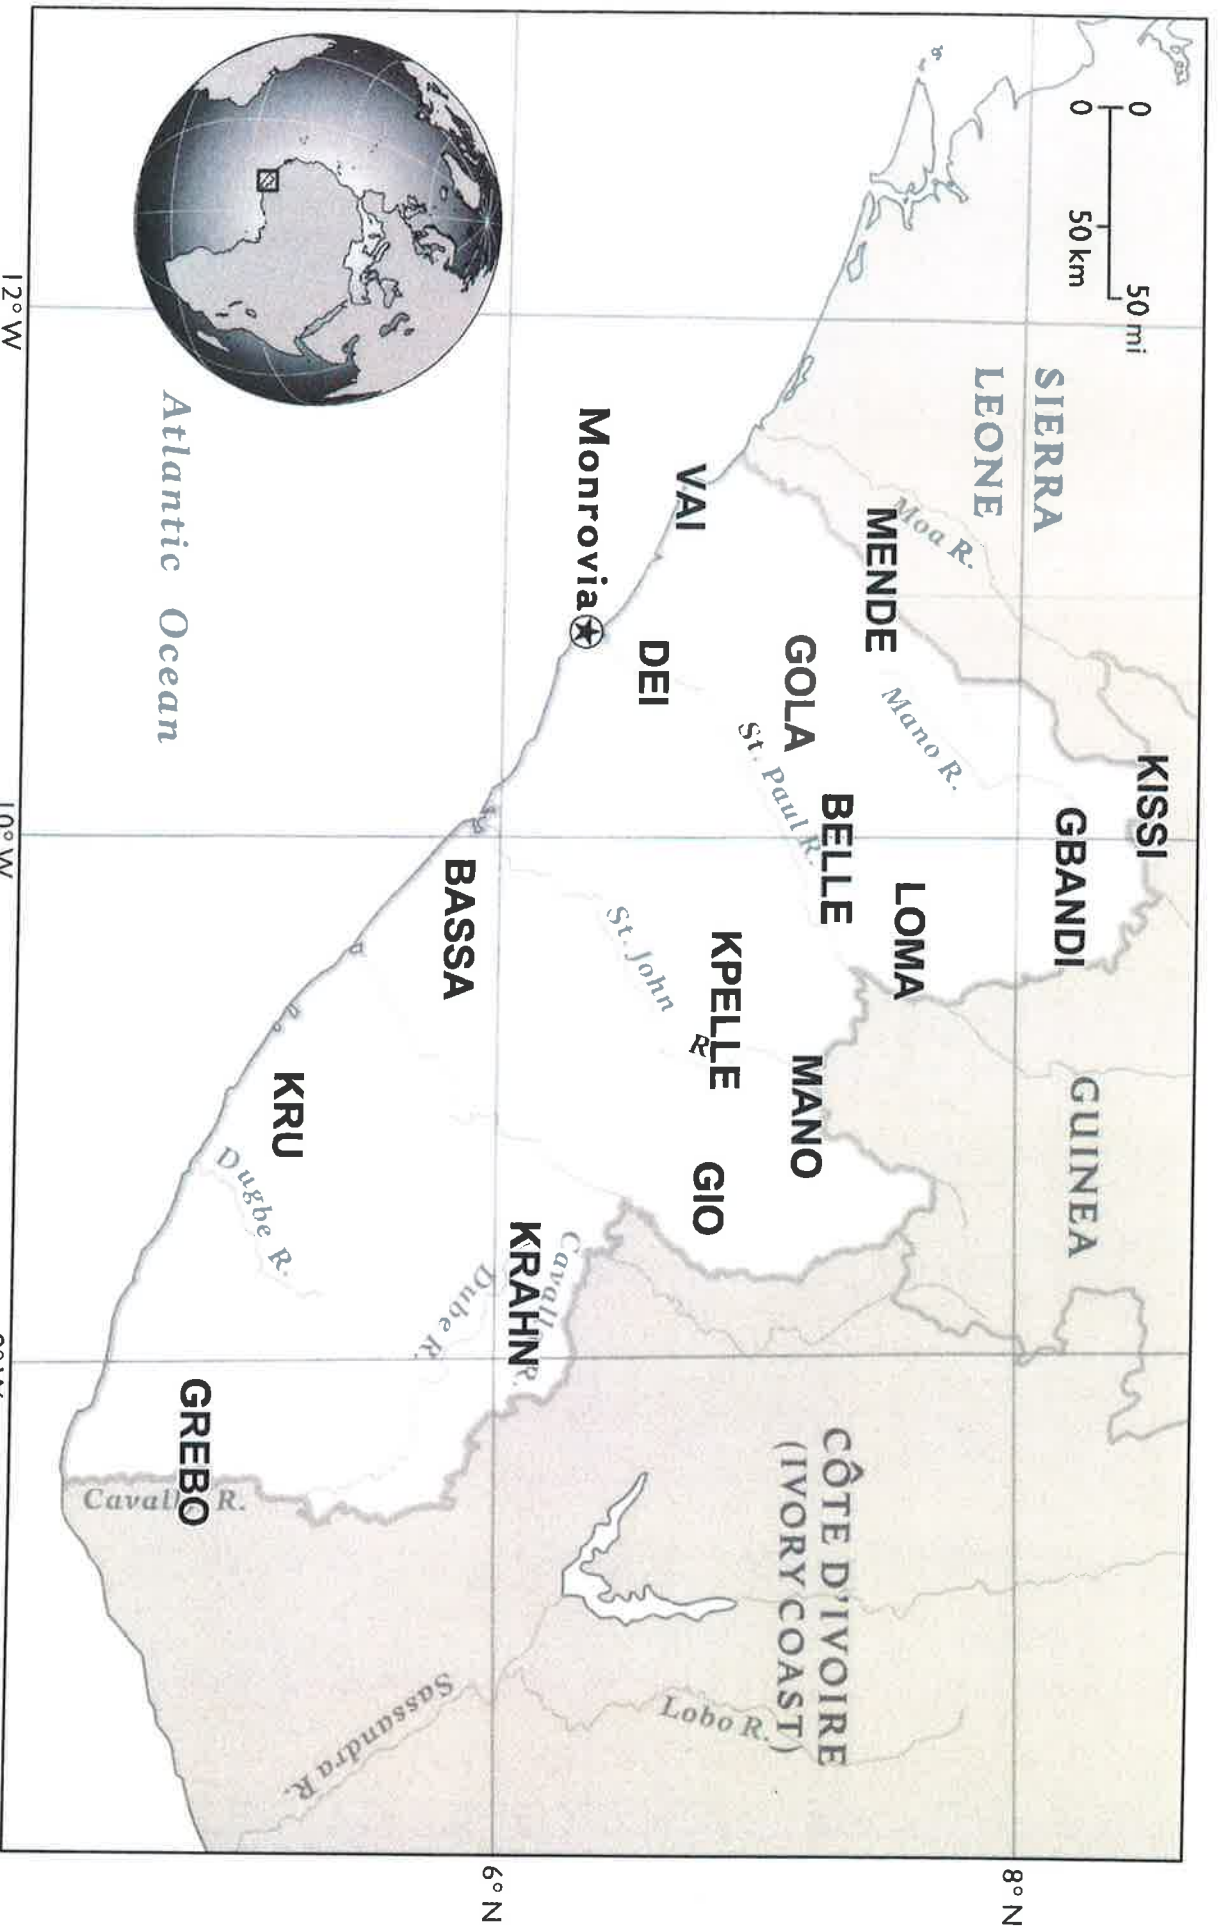 0 50 mi
0 50 km
SIERRA
LEONE
GUINEA
CÔTE D'IVOIRE
(IVORY COAST)
KISSI
GBANDI
LOMA
MENDE
Moa R.
Mano R.
GOLA
BELLE
St. Paul R.
MANO
KPELLE
GIO
St. John
R.
VAI
DEI
Monrovia
BASSA
KRAHN
Cavall R.
Dube R.
KRU
Dugbe R.
GREBO
Cavall R.
Lobo R.
Sassandra R.
Atlantic Ocean
8° N
6° N
12° W
10° W